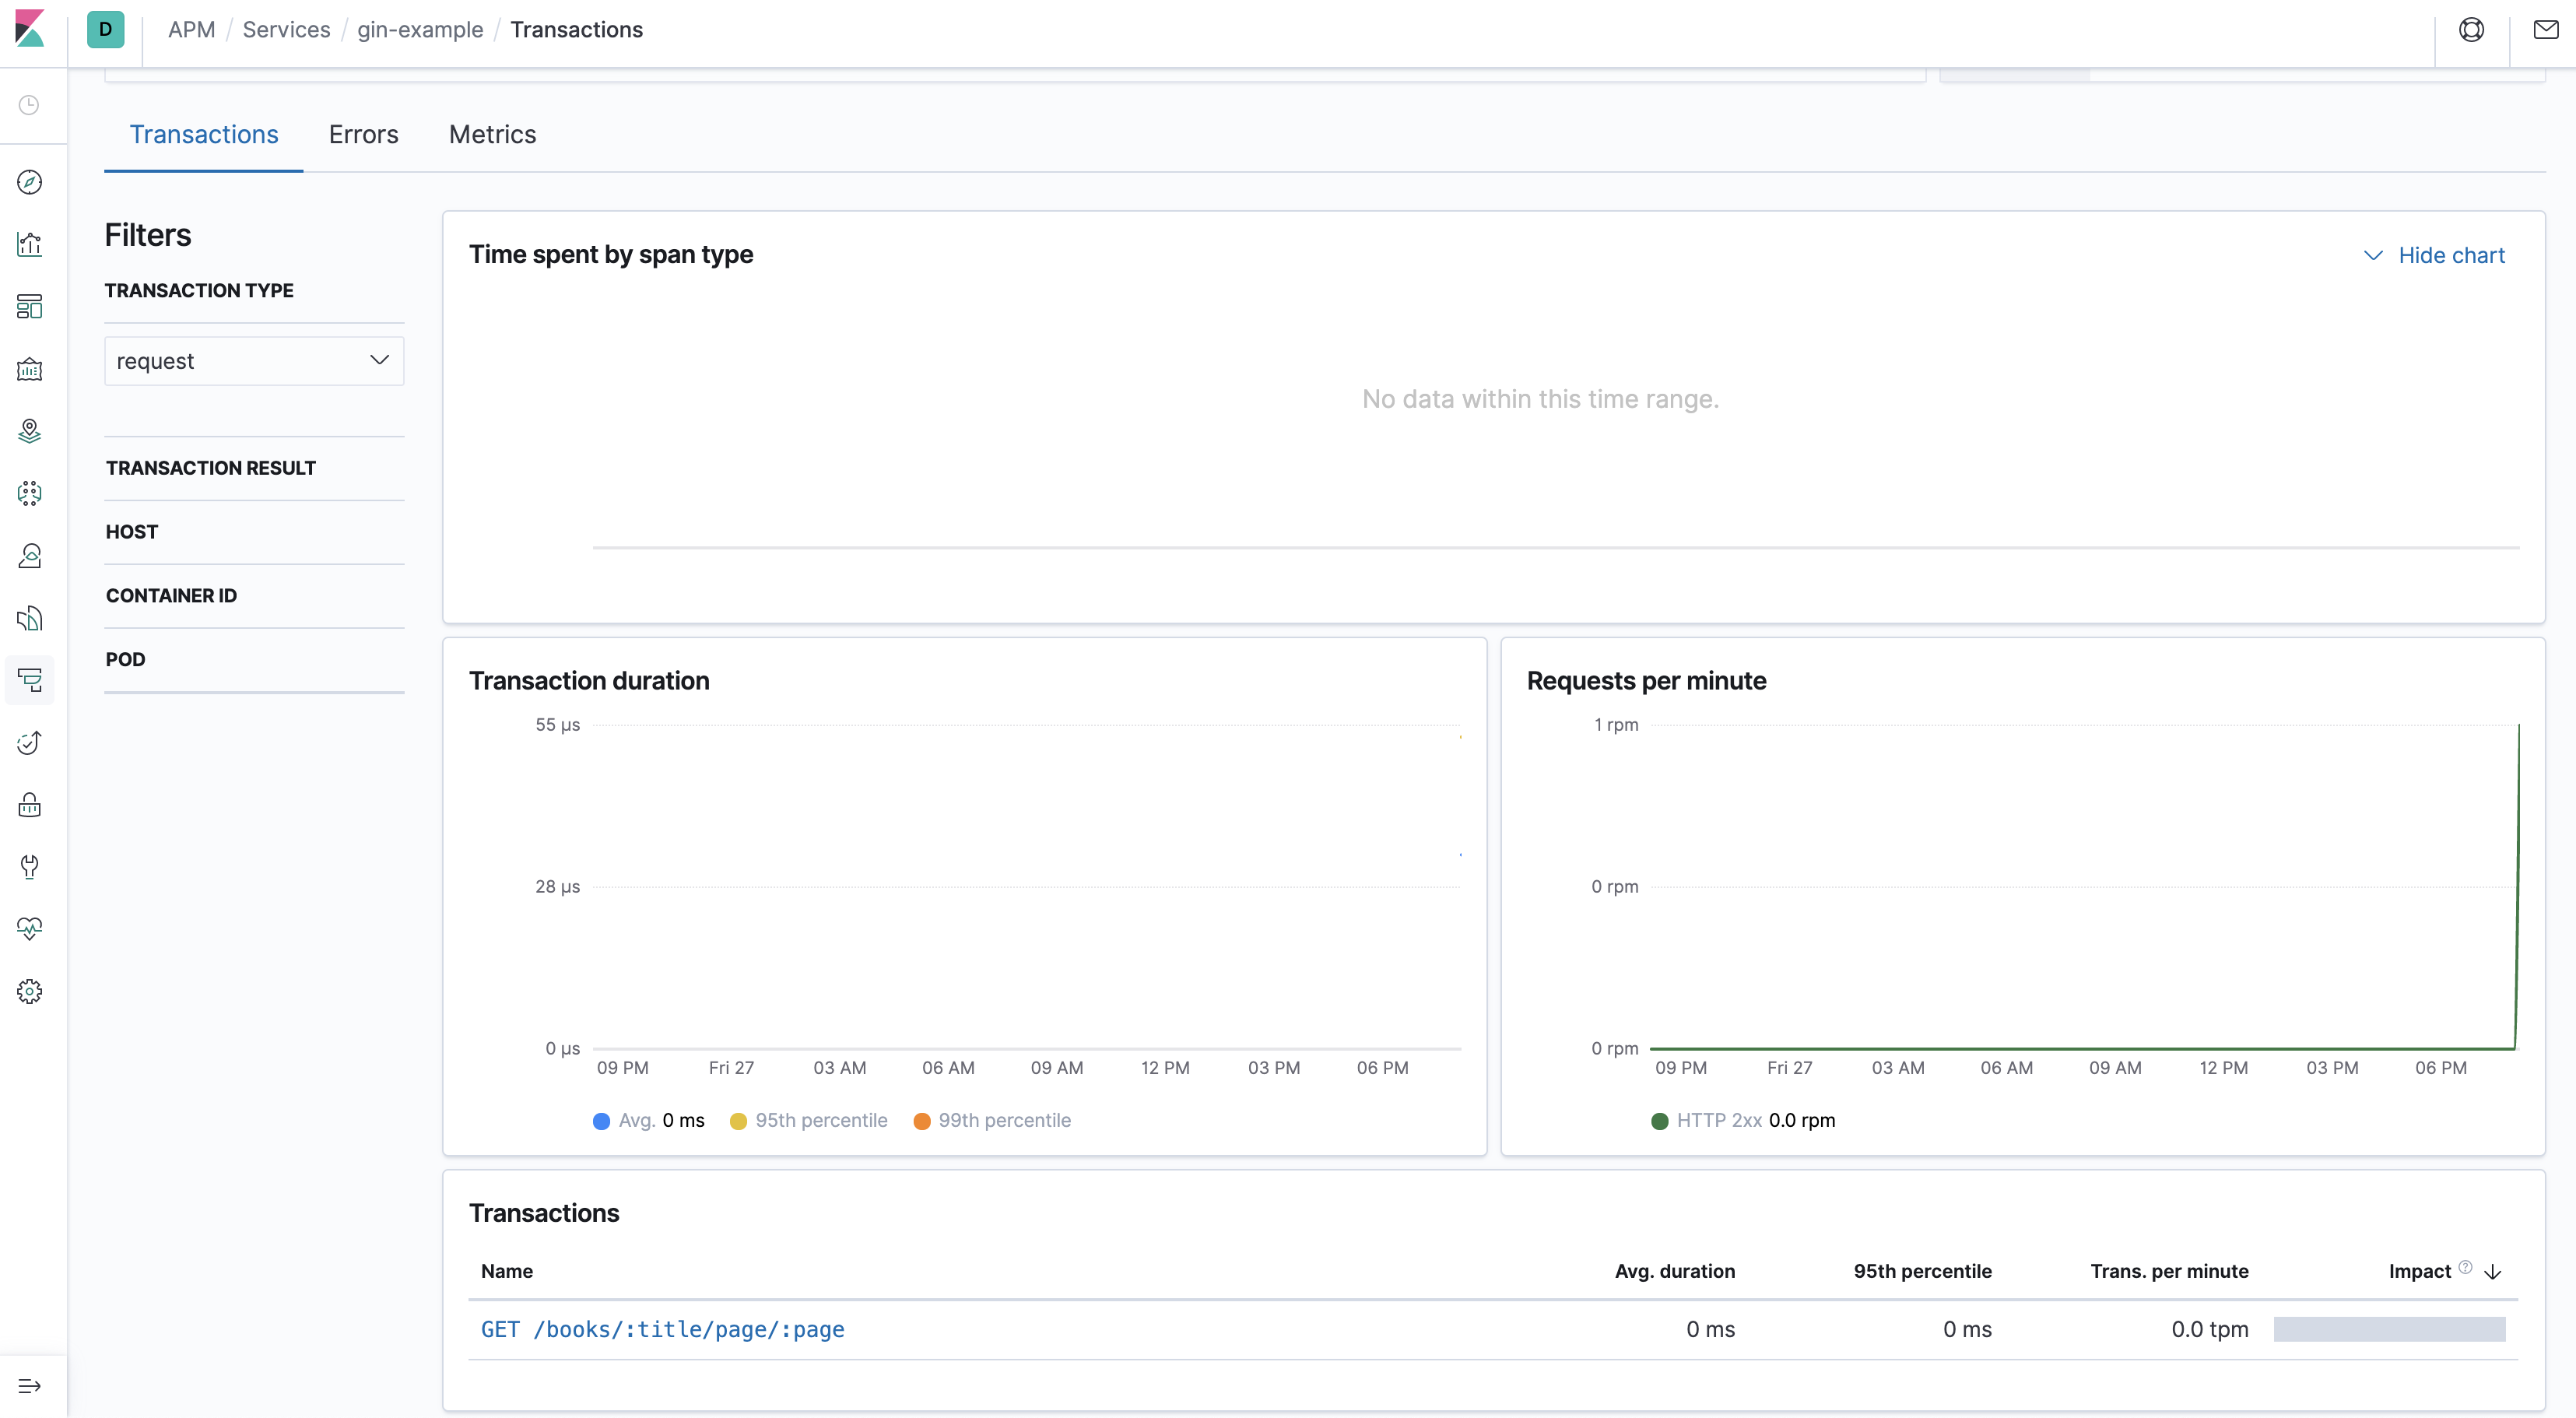 D APM / Services / gin-example / Transactions
Transactions Errors Metrics
Filters
TRANSACTION TYPE
request
TRANSACTION RESULT
HOST
CONTAINER ID
POD
Time spent by span type
Hide chart
No data within this time range.
Transaction duration
55 μs
28 μs
0 μs
09 PM Fri 27 03 AM 06 AM 09 AM 12 PM 03 PM 06 PM
Avg. 0 ms 95th percentile 99th percentile
Requests per minute
1 rpm
0 rpm
0 rpm
09 PM Fri 27 03 AM 06 AM 09 AM 12 PM 03 PM 06 PM
HTTP 2xx 0.0 rpm
Transactions
Name Avg. duration 95th percentile Trans. per minute Impact ?
GET /books/:title/page/:page 0 ms 0 ms 0.0 tpm